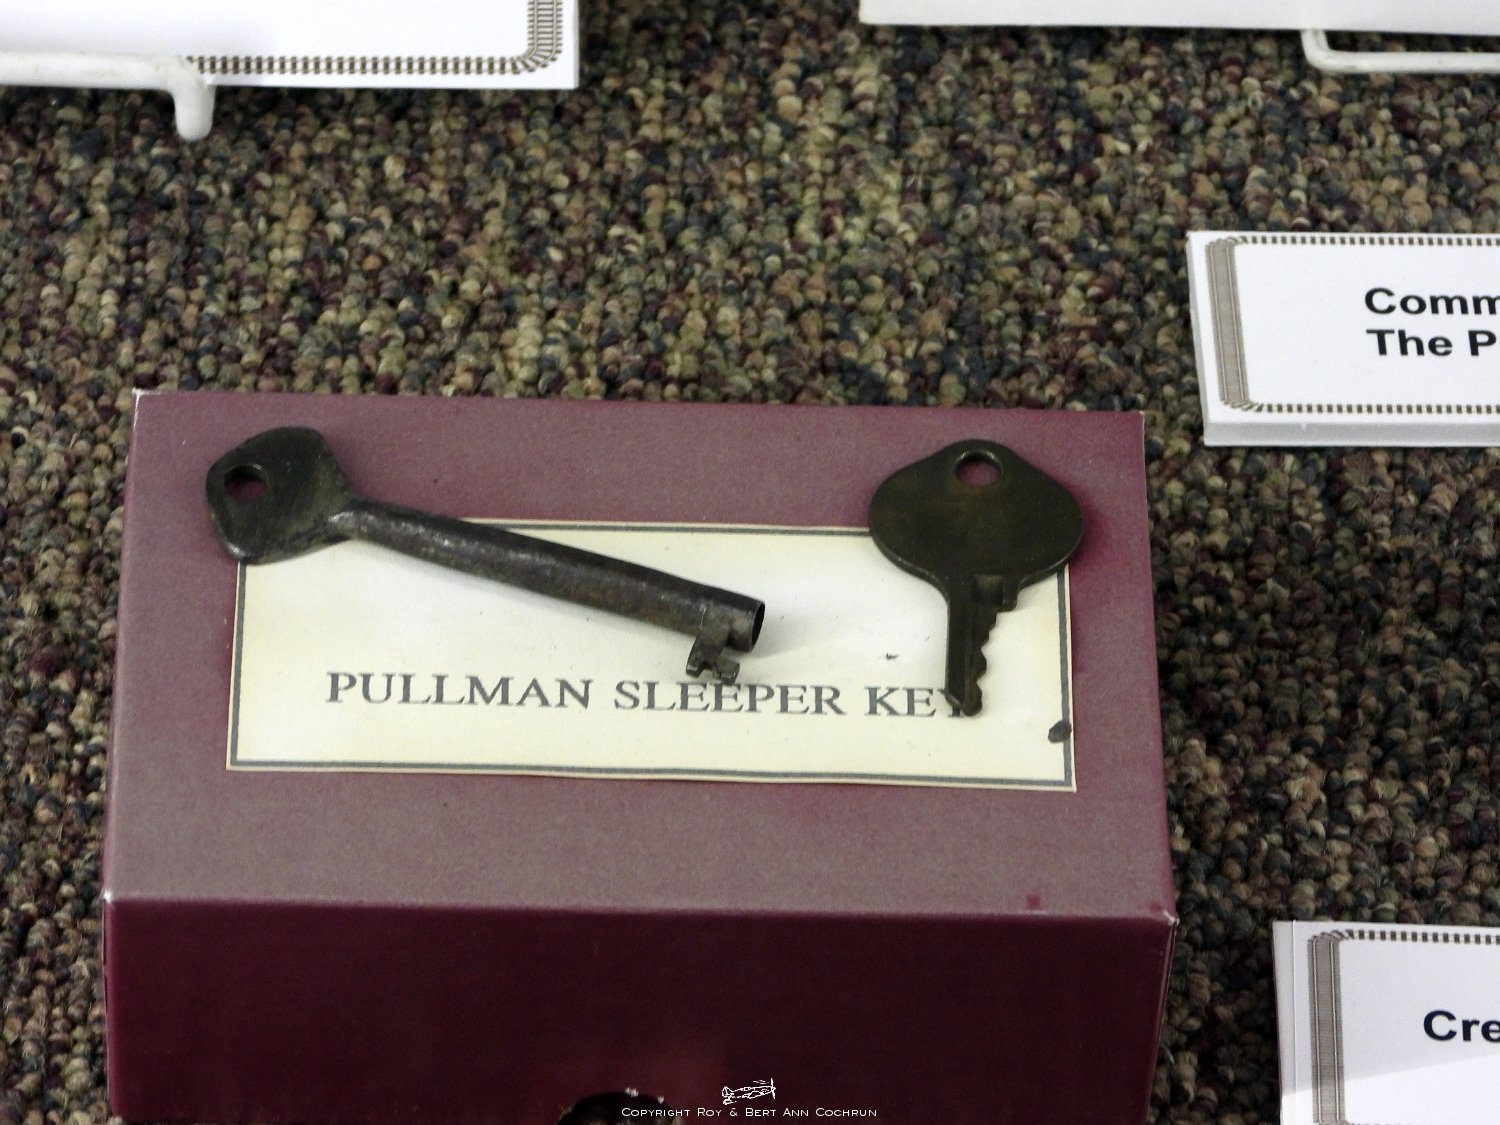 Comm
The P
PULLMAN SLEEPER KEY
Cre
COPYRIGHT ROY & BERT ANN COCHRUN